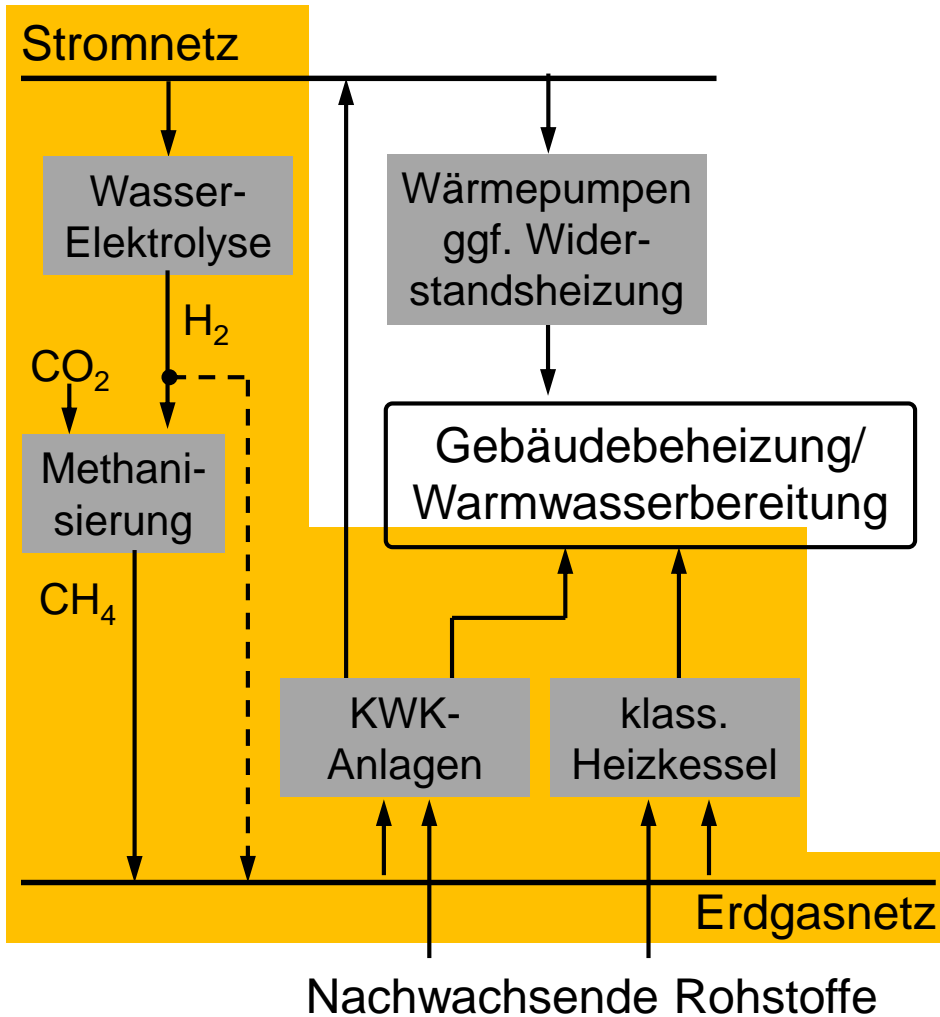 Stromnetz
Wasser-
Elektrolyse
Wärmepumpen
ggf. Wider-
standsheizung
H₂
CO₂
Methani-
sierung
Gebäudebeheizung/
Warmwasserbereitung
CH₄
KWK-
Anlagen
klass.
Heizkessel
Erdgasnetz
Nachwachsende Rohstoffe